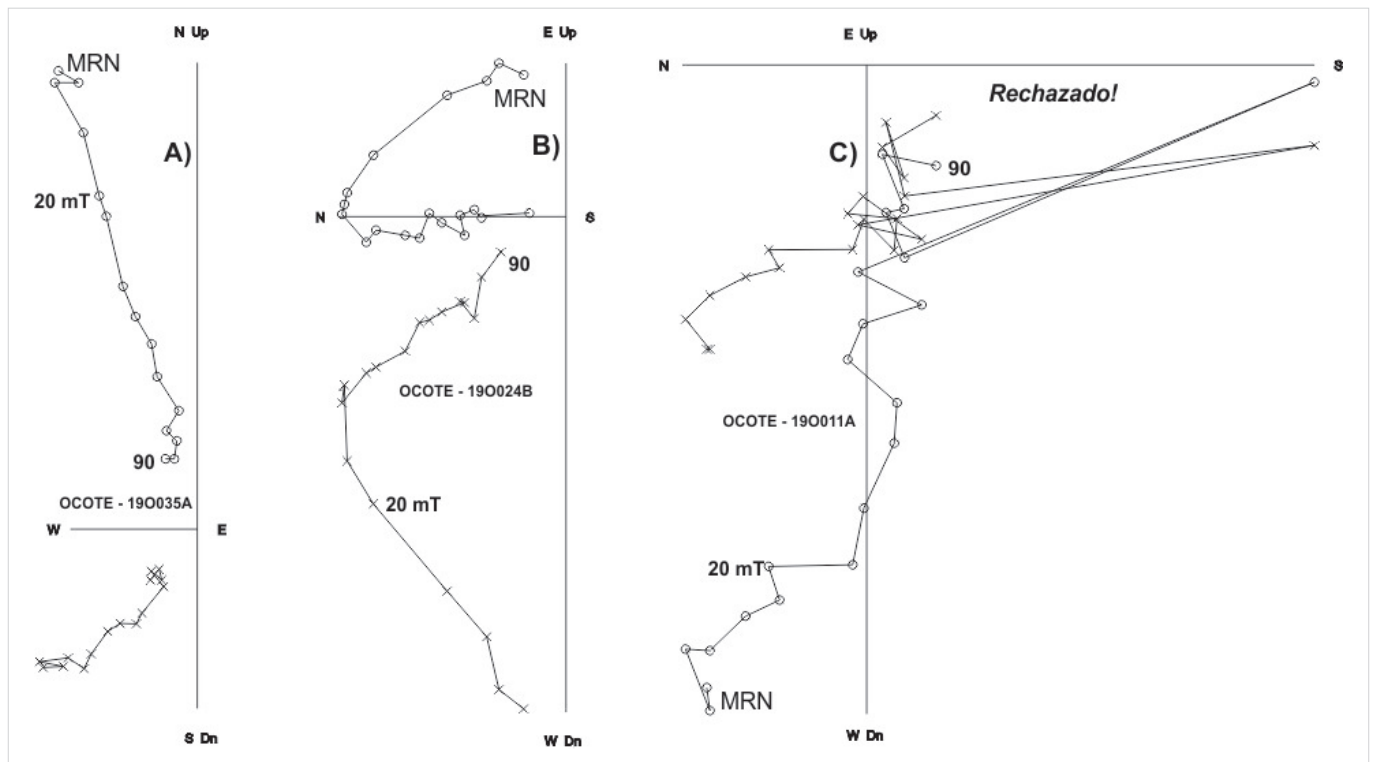 N Up
MRN
A)
20 mT
90
OCOTE - 19O035A
W
E
S Dn
E Up
MRN
B)
N
S
90
OCOTE - 19O024B
20 mT
W Dn
E Up
N
S
Rechazado!
C)
90
OCOTE - 19O011A
20 mT
MRN
W Dn